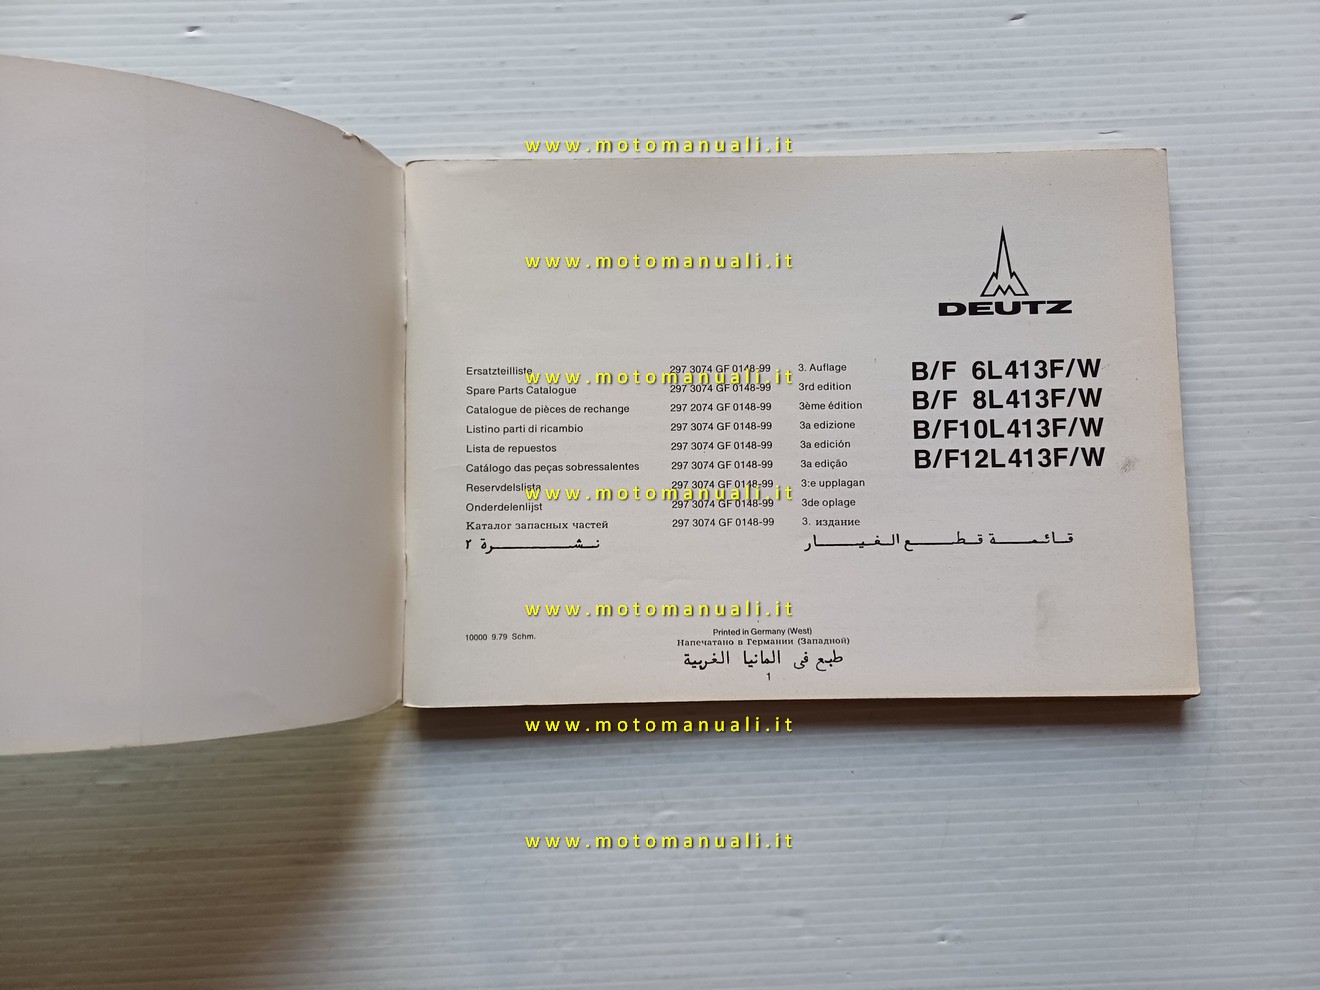 www.motomanuali.it
www.motomanuali.it
DEUTZ
B/F 6L413F/W
B/F 8L413F/W
B/F10L413F/W
B/F12L413F/W
Ersatzteilliste 297 3074 GF 0148-99 3. Auflage
www.motomanuali.it
Spare Parts Catalogue 297 3074 GF 0148-99 3rd edition
Catalogue de pièces de rechange 297 2074 GF 0148-99 3ème édition
Listino parti di ricambio 297 3074 GF 0148-99 3a edizione
Lista de repuestos 297 3074 GF 0148-99 3a edición
Catálogo das peças sobressalentes 297 3074 GF 0148-99 3a edição
Reservdelslista 297 3074 GF 0148-99 3:e upplagan
www.motomanuali.it
Onderdelenlijst 297 3074 GF 0148-99 3de oplage
Каталог запасных частей 297 3074 GF 0148-99 3. издание
قائمة قطع الغيار نشرة ٢
www.motomanuali.it
10000 9.79 Schm.
Printed in Germany (West)
Напечатано в Германии (Западной)
طبع فى المانيا الغربية
1
www.motomanuali.it
www.motomanuali.it